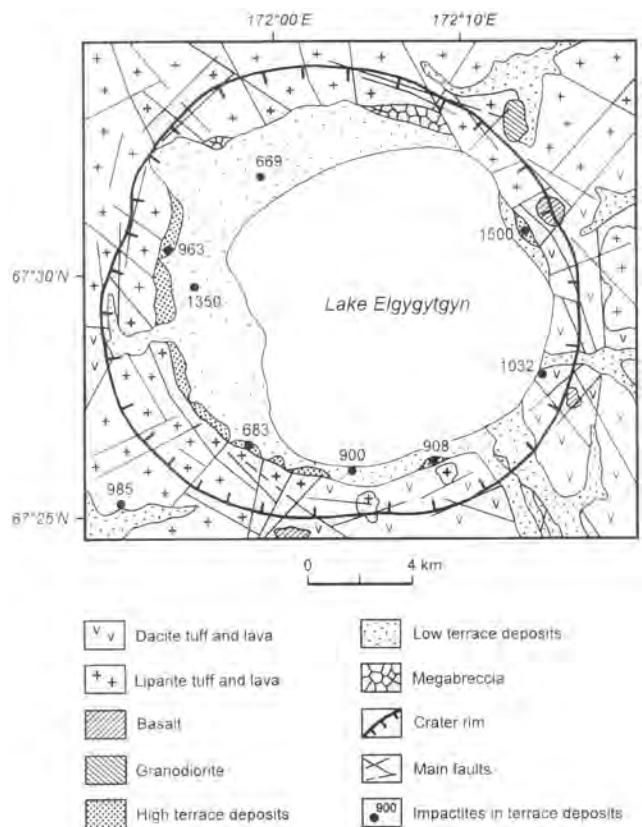 172°00'E 172°10'E
669
1500
963
67°30'N
1350
Lake Elgygytgyn
1032
683
900
908
985
67°25'N
0 4 km
Dacite tuff and lava
Low terrace deposits
Liparite tuff and lava
Megabreccia
Basalt
Crater rim
Granodiorite
Main faults
High terrace deposits
900
Impactites in terrace deposits